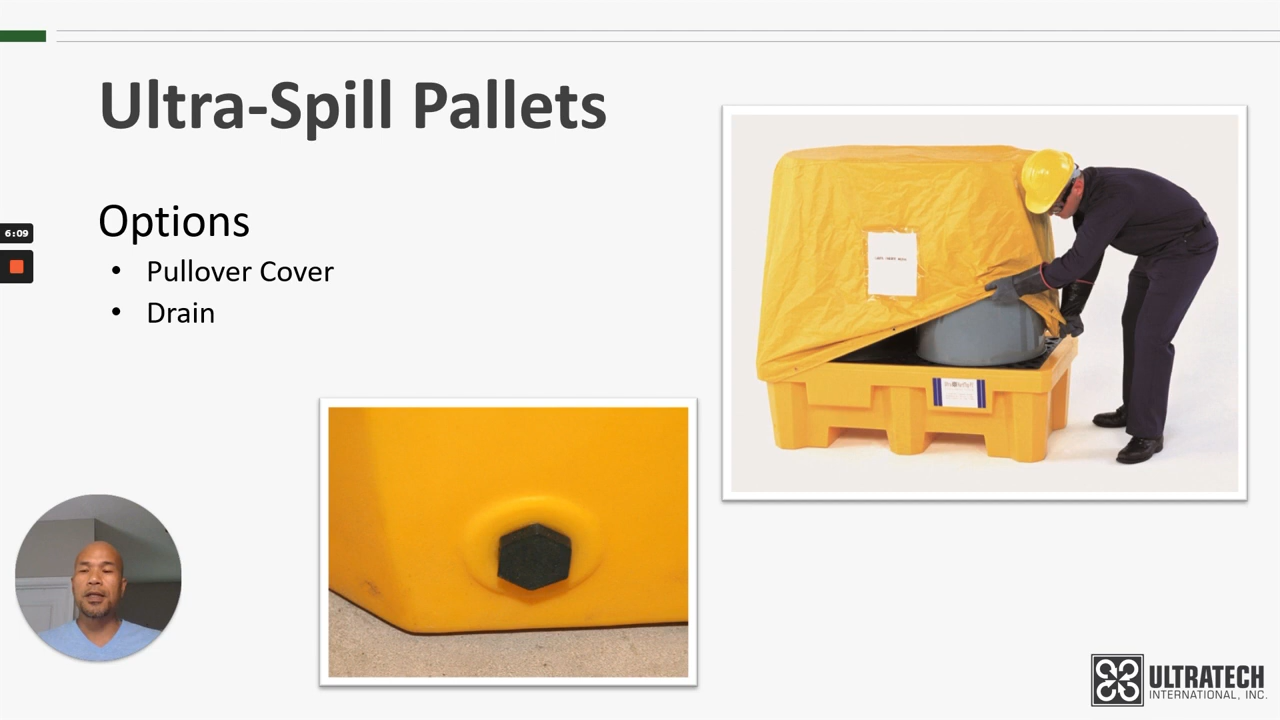 Ultra-Spill Pallets
Options
• Pullover Cover
• Drain
6:09
ULTRATECH
INTERNATIONAL, INC.